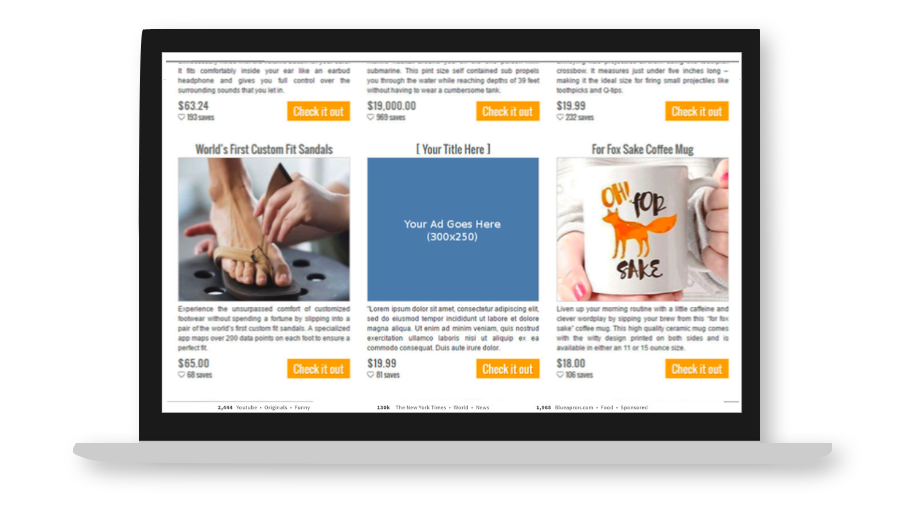 It fits comfortably inside your ear like an earbud
headphone and gives you full control over the
surrounding sounds that you let in.
$63.24
193 saves
Check it out
submarine. This pint size self contained sub propels
you through the water while reaching depths of 39 feet
without having to wear a cumbersome tank.
$19,000.00
969 saves
Check it out
crossbow. It measures just under five inches long –
making it the ideal size for firing small projectiles like
toothpicks and Q-tips.
$19.99
232 saves
Check it out
World's First Custom Fit Sandals
Experience the unsurpassed comfort of customized
footwear without spending a fortune by slipping into a
pair of the world's first custom fit sandals. A specialized
app maps over 200 data points on each foot to ensure a
perfect fit.
$65.00
68 saves
Check it out
[ Your Title Here ]
Your Ad Goes Here
(300x250)
"Lorem ipsum dolor sit amet, consectetur adipiscing elit,
sed do eiusmod tempor incididunt ut labore et dolore
magna aliqua. Ut enim ad minim veniam, quis nostrud
exercitation ullamco laboris nisi ut aliquip ex ea
commodo consequat. Duis aute irure dolor.
$19.99
81 saves
Check it out
For Fox Sake Coffee Mug
OH!
FOR
SAKE
Liven up your morning routine with a little caffeine and
clever wordplay by sipping your brew from this "for fox
sake" coffee mug. This high quality ceramic mug comes
with the witty design printed on both sides and is
available in either an 11 or 15 ounce size.
$18.00
106 saves
Check it out
2,444 Youtube • Originals • Funny
130k The New York Times • World • News
Blueapron.com • Food • Sponsored